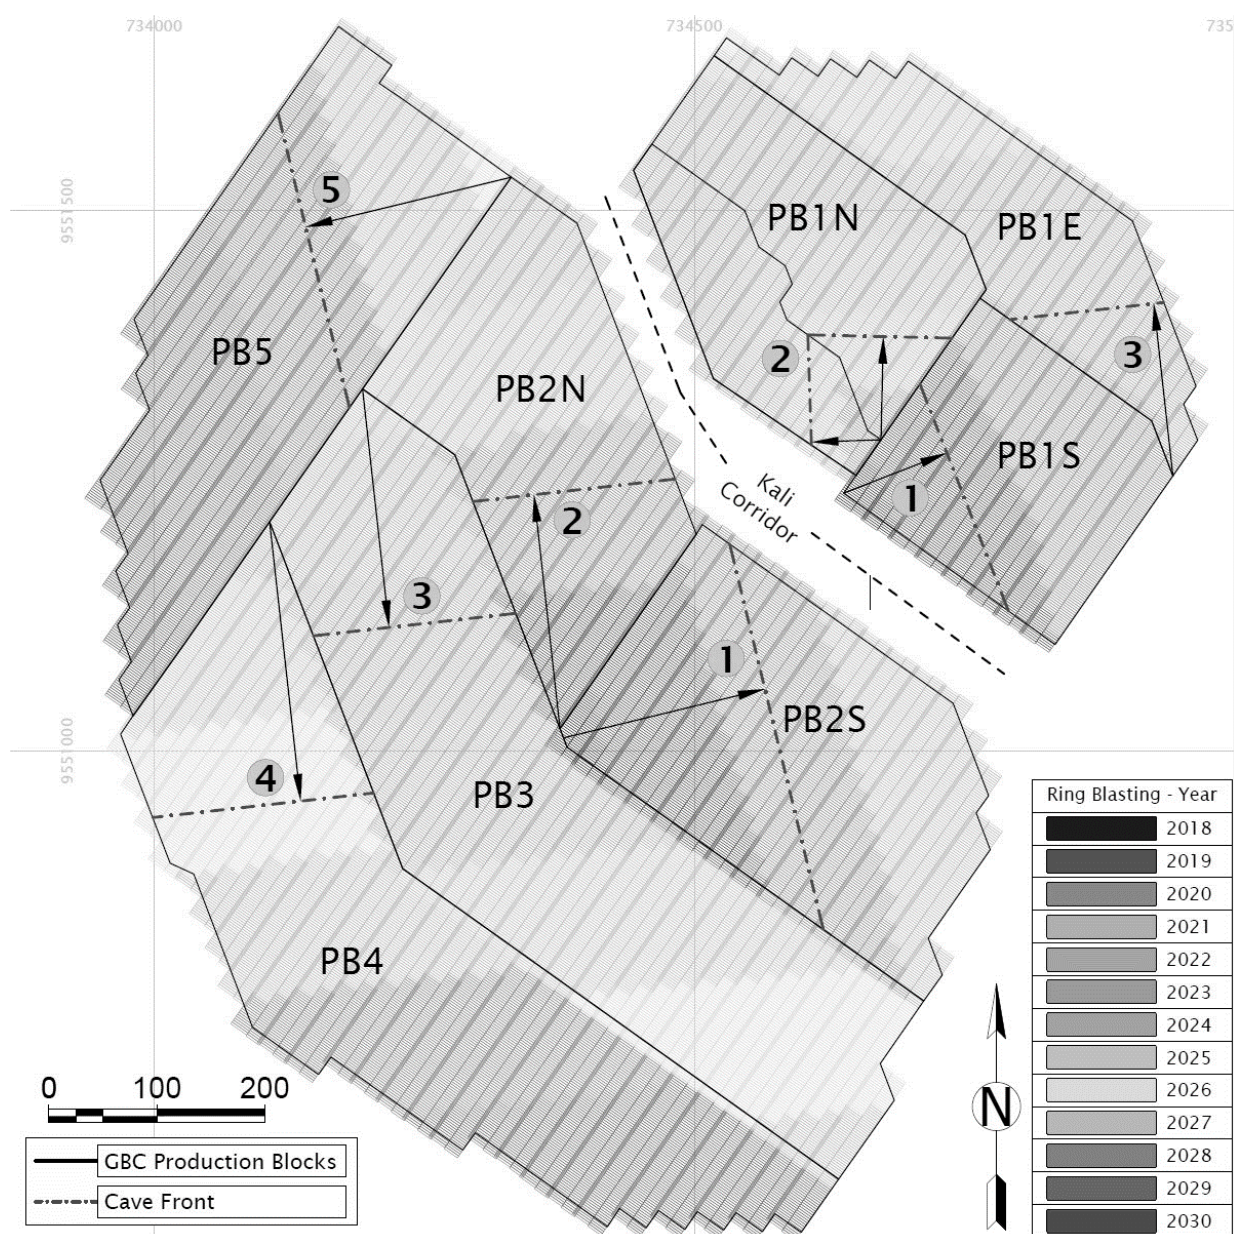 734000
734500
735
9551500
9551000
5
PB1N
PB1E
PB5
2
3
PB2N
PB1S
1
Kali
Corridor
2
3
1
PB2S
4
PB3
PB4
Ring Blasting - Year
2018
2019
2020
2021
2022
2023
2024
2025
2026
2027
2028
2029
2030
0 100 200
N
GBC Production Blocks
Cave Front